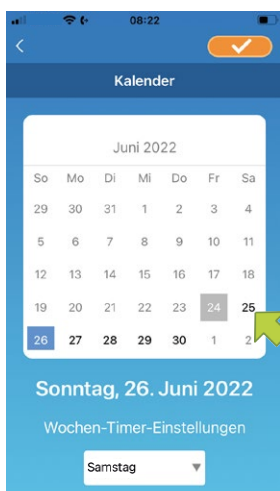 08:22
Kalender
Juni 2022
So Mo Di Mi Do Fr Sa
29 30 31 1 2 3 4
5 6 7 8 9 10 11
12 13 14 15 16 17 18
19 20 21 22 23 24 25
26 27 28 29 30 1 2
Sonntag, 26. Juni 2022
Wochen-Timer-Einstellungen
Samstag